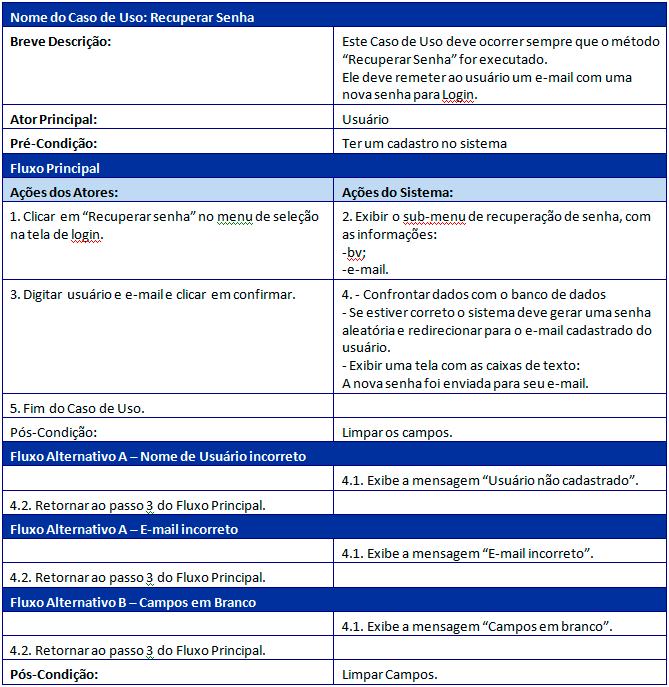 Nome do Caso de Uso: Recuperar Senha
Breve Descrição:
Este Caso de Uso deve ocorrer sempre que o método
“Recuperar Senha” for executado.
Ele deve remeter ao usuário um e-mail com uma
nova senha para Login.
Ator Principal:
Usuário
Pré-Condição:
Ter um cadastro no sistema
Fluxo Principal
Ações dos Atores:
Ações do Sistema:
1. Clicar em “Recuperar senha” no menu de seleção
na tela de login.
2. Exibir o sub-menu de recuperação de senha, com
as informações:
-bv;
-e-mail.
3. Digitar usuário e e-mail e clicar em confirmar.
4. - Confrontar dados com o banco de dados
- Se estiver correto o sistema deve gerar uma senha
aleatória e redirecionar para o e-mail cadastrado do
usuário.
- Exibir uma tela com as caixas de texto:
A nova senha foi enviada para seu e-mail.
5. Fim do Caso de Uso.
Pós-Condição:
Limpar os campos.
Fluxo Alternativo A – Nome de Usuário incorreto
4.1. Exibe a mensagem “Usuário não cadastrado”.
4.2. Retornar ao passo 3 do Fluxo Principal.
Fluxo Alternativo A – E-mail incorreto
4.1. Exibe a mensagem “E-mail incorreto”.
4.2. Retornar ao passo 3 do Fluxo Principal.
Fluxo Alternativo B – Campos em Branco
4.1. Exibe a mensagem “Campos em branco”.
4.2. Retornar ao passo 3 do Fluxo Principal.
Pós-Condição:
Limpar Campos.